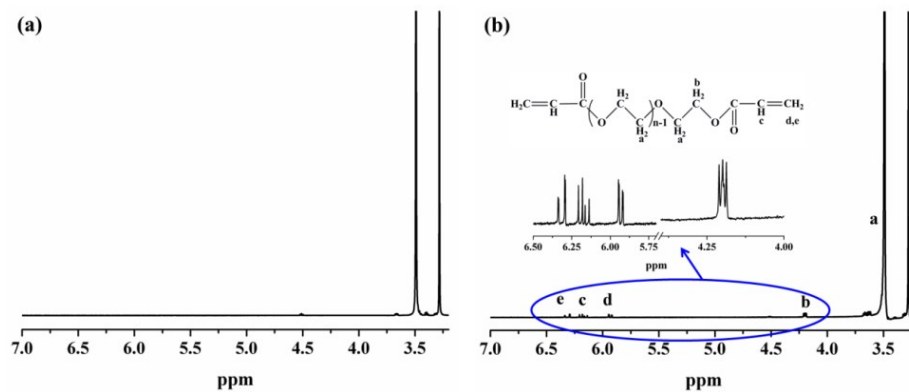 (a)
7.0 6.5 6.0 5.5 5.0 4.5 4.0 3.5
ppm
(b)
b
O H₂ H₂
H₂C C C C C C CH₂
H O C n-1 O C O C H
H₂ H₂ O c d,e
a a
6.50 6.25 6.00 5.75 4.25 4.00
ppm
a
e c d b
7.0 6.5 6.0 5.5 5.0 4.5 4.0 3.5
ppm